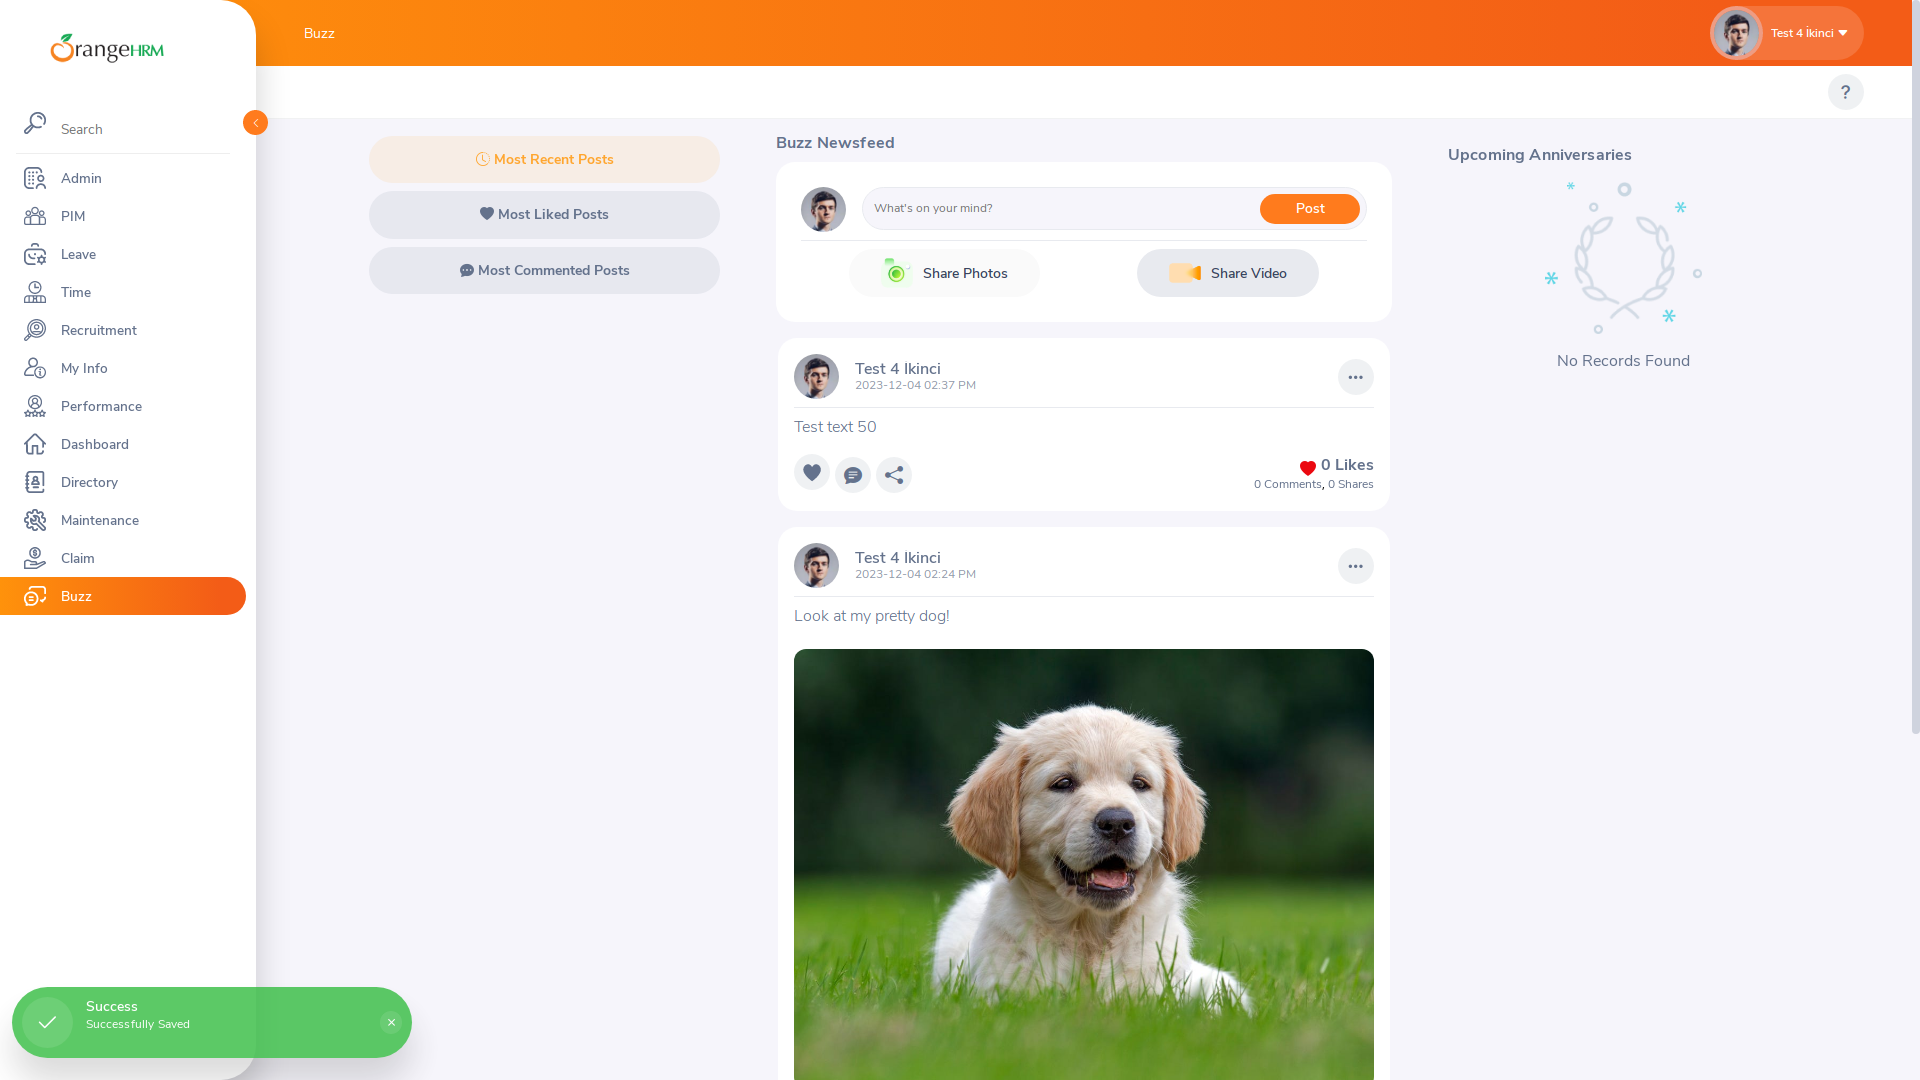 OrangeHRM
Buzz
Test 4 İkinci
?
Search
Admin
PIM
Leave
Time
Recruitment
My Info
Performance
Dashboard
Directory
Maintenance
Claim
Buzz
Most Recent Posts
Most Liked Posts
Most Commented Posts
Buzz Newsfeed
What's on your mind?
Post
Share Photos
Share Video
Test 4 Ikinci
2023-12-04 02:37 PM
Test text 50
0 Likes
0 Comments, 0 Shares
Test 4 Ikinci
2023-12-04 02:24 PM
Look at my pretty dog!
Upcoming Anniversaries
No Records Found
Success
Successfully Saved